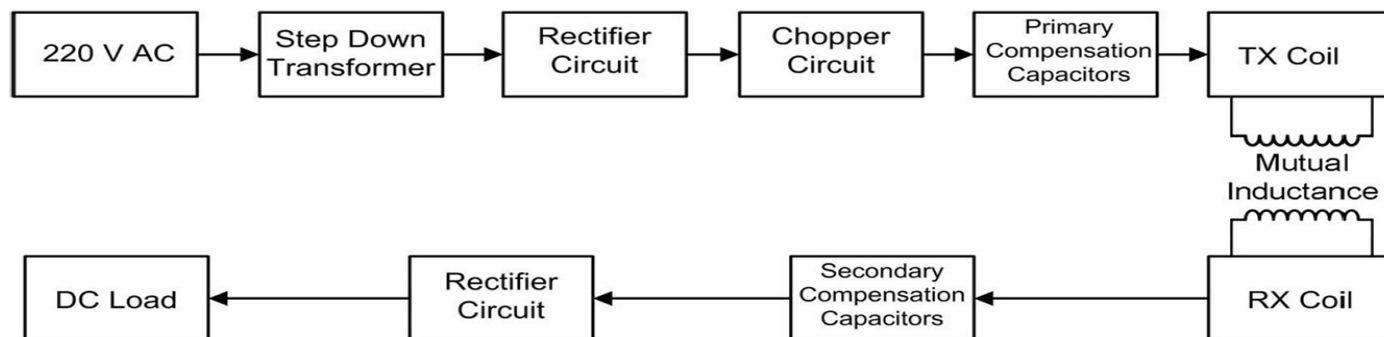 220 V AC
Step Down
Transformer
Rectifier
Circuit
Chopper
Circuit
Primary
Compensation
Capacitors
TX Coil
Mutual
Inductance
RX Coil
Secondary
Compensation
Capacitors
Rectifier
Circuit
DC Load